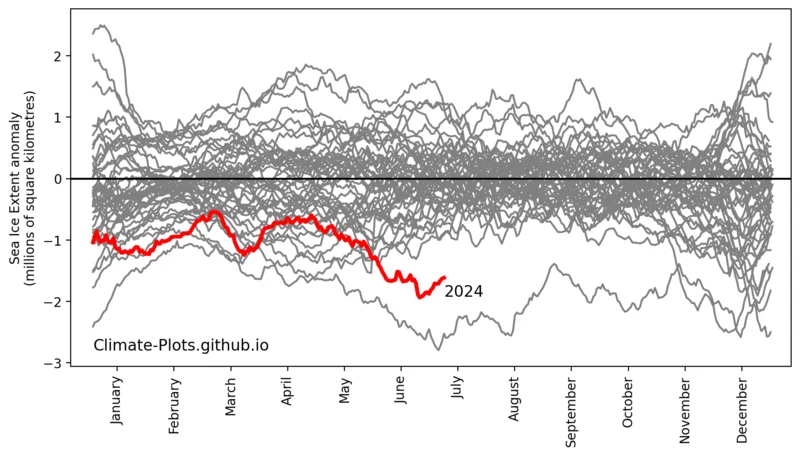 Sea Ice Extent anomaly
(millions of square kilometres)
2
1
0
−1
−2
−3
2024
Climate-Plots.github.io
January
February
March
April
May
June
July
August
September
October
November
December